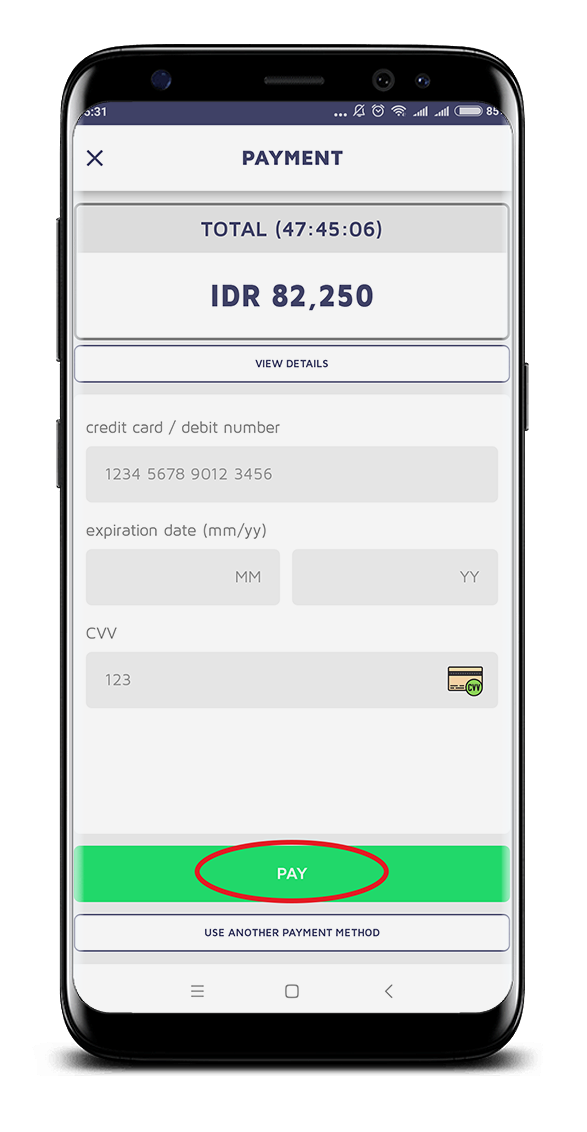 5:31
85
PAYMENT
TOTAL (47:45:06)
IDR 82,250
VIEW DETAILS
credit card / debit number
1234 5678 9012 3456
expiration date (mm/yy)
MM YY
CVV
123
CVV
PAY
USE ANOTHER PAYMENT METHOD